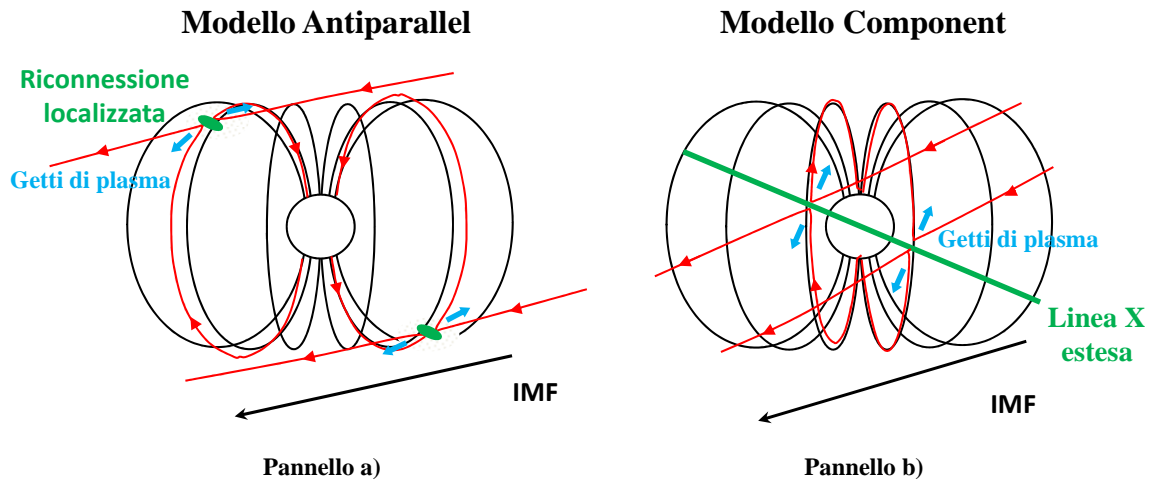 Modello Antiparallel
Riconnessione
localizzata
Getti di plasma
IMF
Pannello a)
Modello Component
Getti di plasma
Linea X
estesa
IMF
Pannello b)